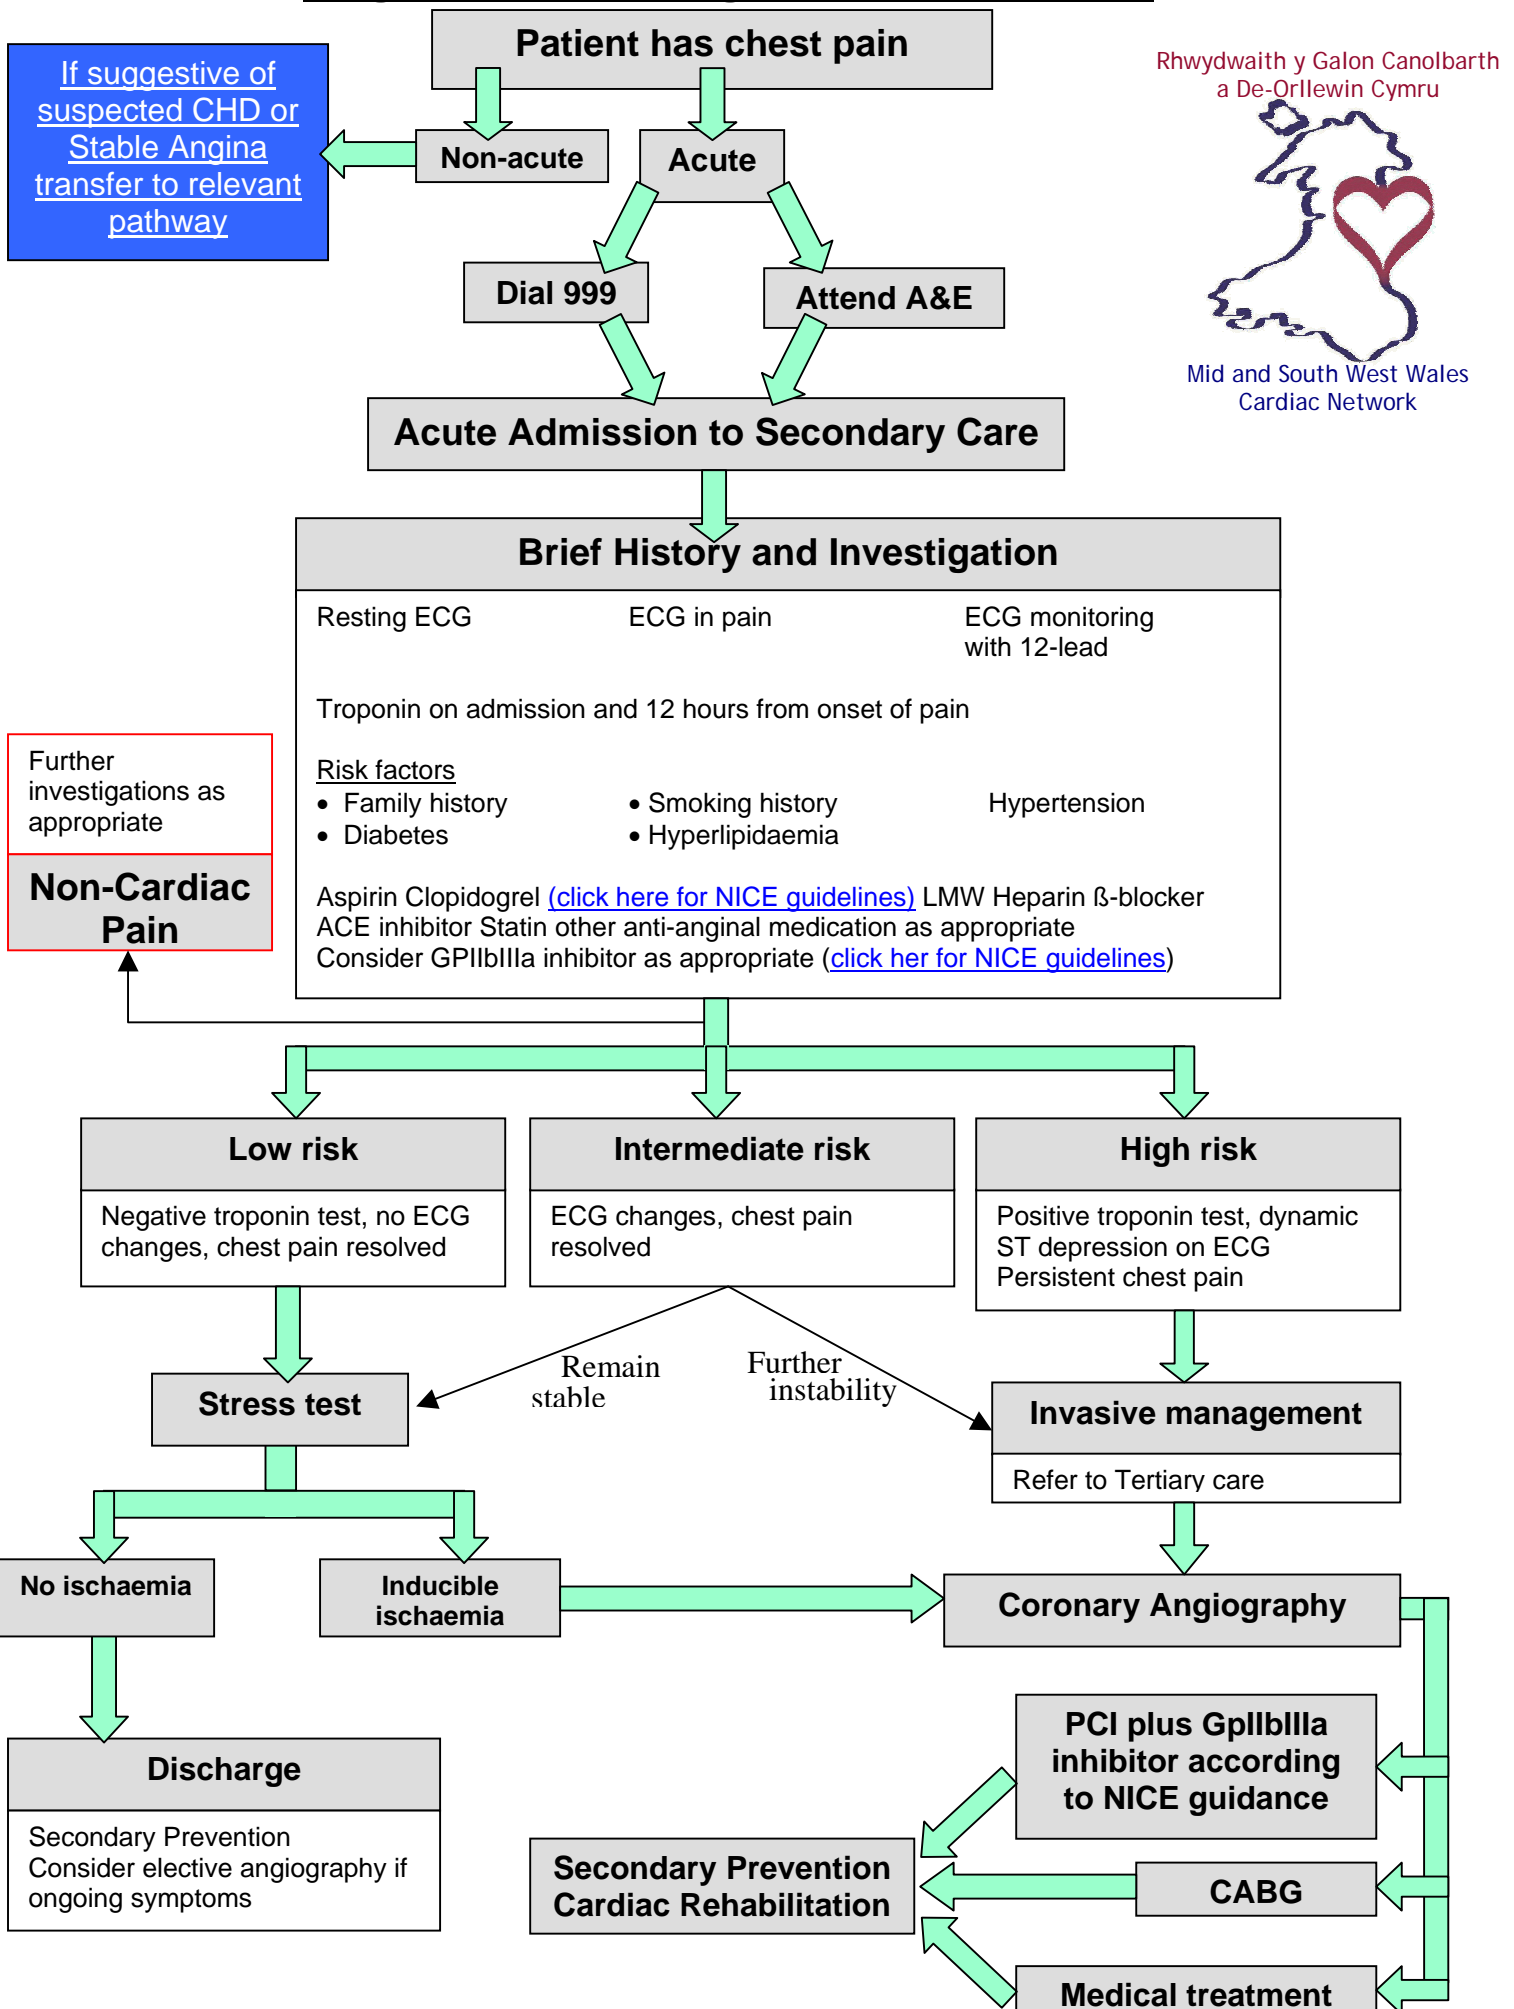 Patient has chest pain
Rhwydwaith y Galon Canolbarth
a De-Orllewin Cymru
If suggestive of
suspected CHD or
Stable Angina
transfer to relevant
pathway
Non-acute
Acute
Dial 999
Attend A&E
Mid and South West Wales
Cardiac Network
Acute Admission to Secondary Care
Brief History and Investigation
Resting ECG
ECG in pain
ECG monitoring
with 12-lead
Troponin on admission and 12 hours from onset of pain
Risk factors
• Family history
• Smoking history
Hypertension
• Diabetes
• Hyperlipidaemia
Aspirin Clopidogrel (click here for NICE guidelines) LMW Heparin ß-blocker
ACE inhibitor Statin other anti-anginal medication as appropriate
Consider GPIIbIIIa inhibitor as appropriate (click her for NICE guidelines)
Further
investigations as
appropriate
Non-Cardiac
Pain
Low risk
Negative troponin test, no ECG
changes, chest pain resolved
Intermediate risk
ECG changes, chest pain
resolved
High risk
Positive troponin test, dynamic
ST depression on ECG
Persistent chest pain
Remain
stable
Further
instability
Stress test
Invasive management
Refer to Tertiary care
No ischaemia
Inducible
ischaemia
Coronary Angiography
Discharge
Secondary Prevention
Consider elective angiography if
ongoing symptoms
PCI plus GpIIbIIIa
inhibitor according
to NICE guidance
Secondary Prevention
Cardiac Rehabilitation
CABG
Medical treatment